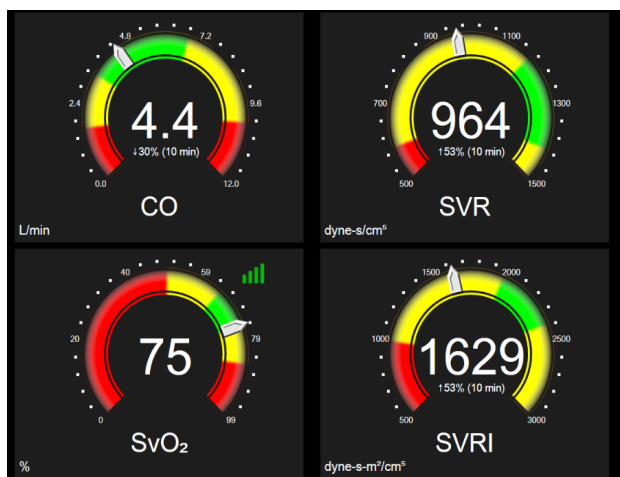 4.8
7.2
2.4
9.6
4.4
↓30% (10 min)
0.0
12.0
CO
L/min
900
1100
700
1300
964
↑53% (10 min)
500
1500
SVR
dyne-s/cm⁵
40
59
20
79
75
0
99
SvO₂
%
1500
2000
1000
2500
1629
↑53% (10 min)
500
3000
SVRI
dyne-s-m²/cm⁵